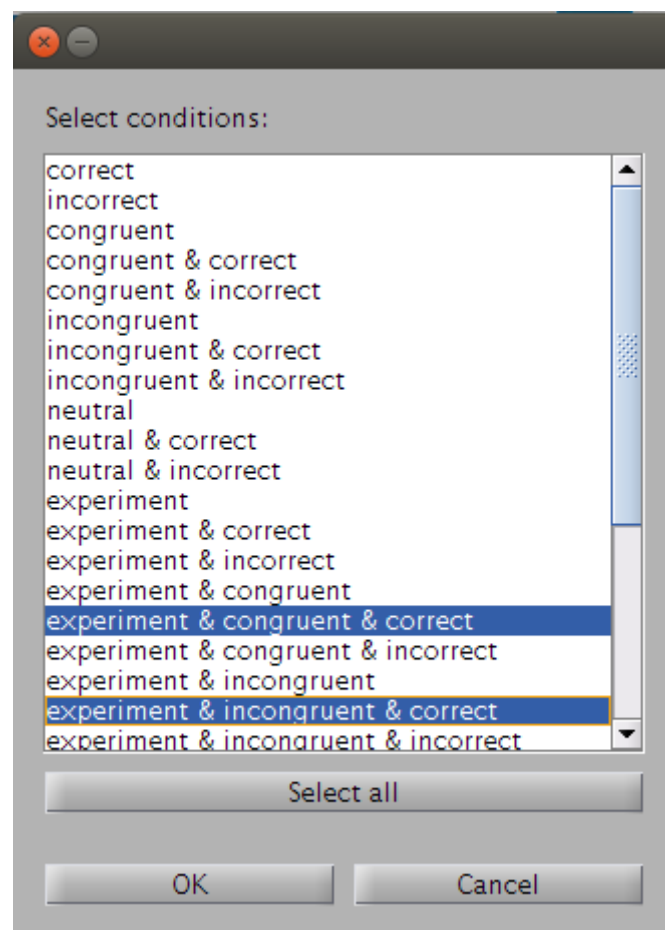 Select conditions:
correct
incorrect
congruent
congruent & correct
congruent & incorrect
incongruent
incongruent & correct
incongruent & incorrect
neutral
neutral & correct
neutral & incorrect
experiment
experiment & correct
experiment & incorrect
experiment & congruent
experiment & congruent & correct
experiment & congruent & incorrect
experiment & incongruent
experiment & incongruent & correct
experiment & incongruent & incorrect
Select all
OK
Cancel